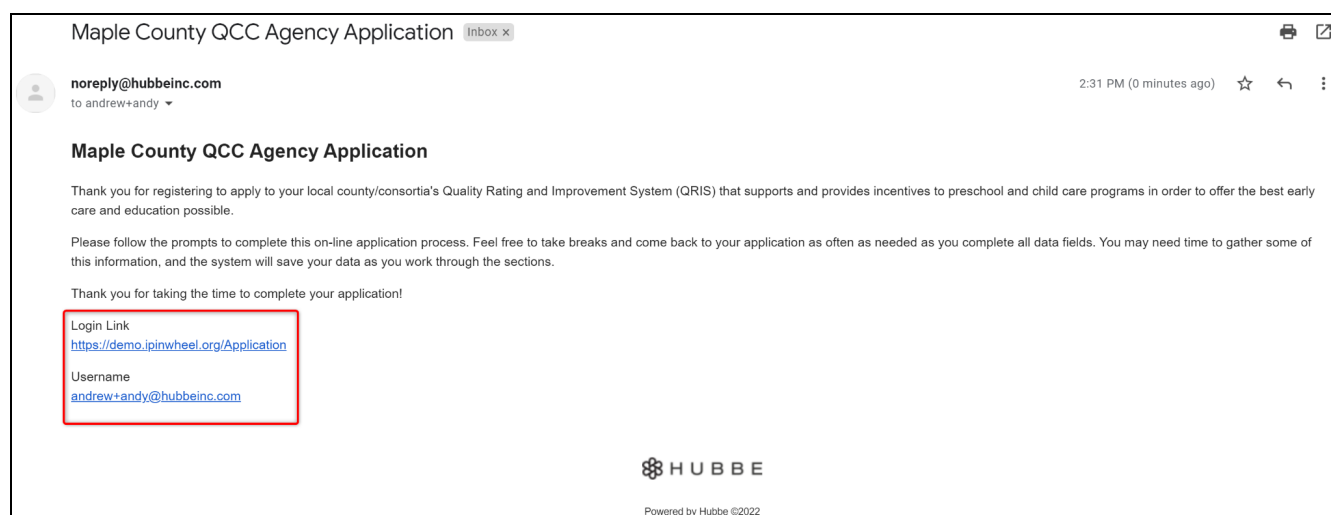 Maple County QCC Agency Application Inbox x
noreply@hubbeinc.com 2:31 PM (0 minutes ago)
to andrew+andy
Maple County QCC Agency Application
Thank you for registering to apply to your local county/consortia's Quality Rating and Improvement System (QRIS) that supports and provides incentives to preschool and child care programs in order to offer the best early
care and education possible.
Please follow the prompts to complete this on-line application process. Feel free to take breaks and come back to your application as often as needed as you complete all data fields. You may need time to gather some of
this information, and the system will save your data as you work through the sections.
Thank you for taking the time to complete your application!
Login Link
https://demo.ipinwheel.org/Application
Username
andrew+andy@hubbeinc.com
HUBBE
Powered by Hubbe ©2022